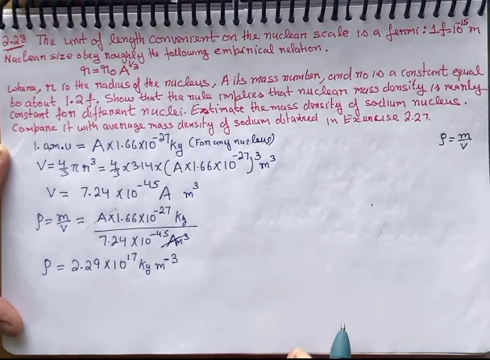 2.28 The unit of length convenient on the nuclear scale is a fermi: 1f=10⁻¹⁵ m
Nuclear size obey roughly the following empirical relation.
r=r₀ A^1/3
where, r is the radius of the nucleus, A its mass number, and r₀ is a constant equal
to about 1.2f. Show that the rule implies that nuclear mass density is nearly
constant for different nuclei. Estimate the mass density of sodium nucleus.
Compare it with average mass density of sodium obtained in Exercise 2.27.
1. a.m.u = A×1.66×10⁻²⁷ kg (For any nucleus)
ρ=m/v
V=4/3 π r³=4/3×3.14×(A×1.66×10⁻²⁷)³ m³
V= 7.24×10⁻⁴⁵ A m³
ρ=m/v = A×1.66×10⁻²⁷ kg / 7.24×10⁻⁴⁵ A m³
ρ= 2.29×10¹⁷ kg m⁻³